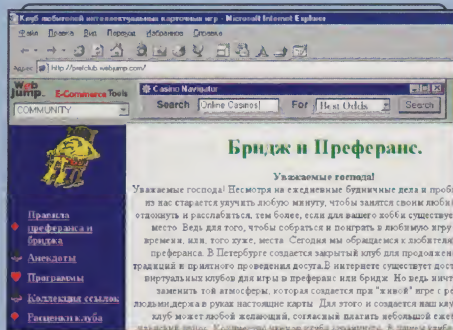 Клуб любителей интеллектуальных карточных игр - Microsoft Internet Explorer
Файл Правка Вид Переход Избранное Справка
Адрес http://prefclub.webjump.com/
Web Jump. E-Commerce Tools
COMMUNITY
Casino Navigator
Search Online Casinos For Best Odds Search
Бридж и Преферанс.
Уважаемые господа!
Уважаемые господа! Несмотря на ежедневные будничные дела и проб
из нас старается улучить любую минуту, чтобы занятся своим люби
отдохнуть и расслабиться, тем более, если для вашего хобби существуе
место. Ведь для того, чтобы собраться и поиграть в любимую игру
времени, или, того хуже, места. Сегодня мы обращаемся к любителя
преферанса. В Петербурге создается закрытый клуб для продолжен
традиций и приятного проведения досуга. В интернете существует дост
виртуальных клубов для игры в преферанс или бридж. Но ведь ничт
заменить той атмосферы, которая создается при "живой" игре с ре
людьми, держа в руках настоящие карты. Для этого и создается наш клу
клуб может любой желающий, согласный платить небольшой еже
Правила
преферанса и
бриджа
Анекдоты
Программы
Коллекция ссылок
Расценки клуба